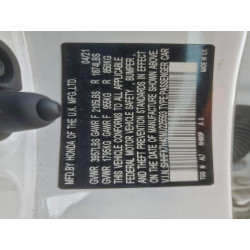 MFD. BY HONDA OF THE U.K. MFG.,LTD. 04/21
GVWR 3957LBS GAWR F 2105LBS R 1874LBS
GVWR 1795KG GAWR F 955KG R 850KG
THIS VEHICLE CONFORMS TO ALL APPLICABLE
FEDERAL MOTOR VEHICLE SAFETY , BUMPER ,
AND THEFT PREVENTION STANDARDS IN EFFECT
ON THE DATE OF MANUFACTURE SHOWN ABOVE.
V.I.N. TYPE:PASSENGER CAR
MADE IN U.K.